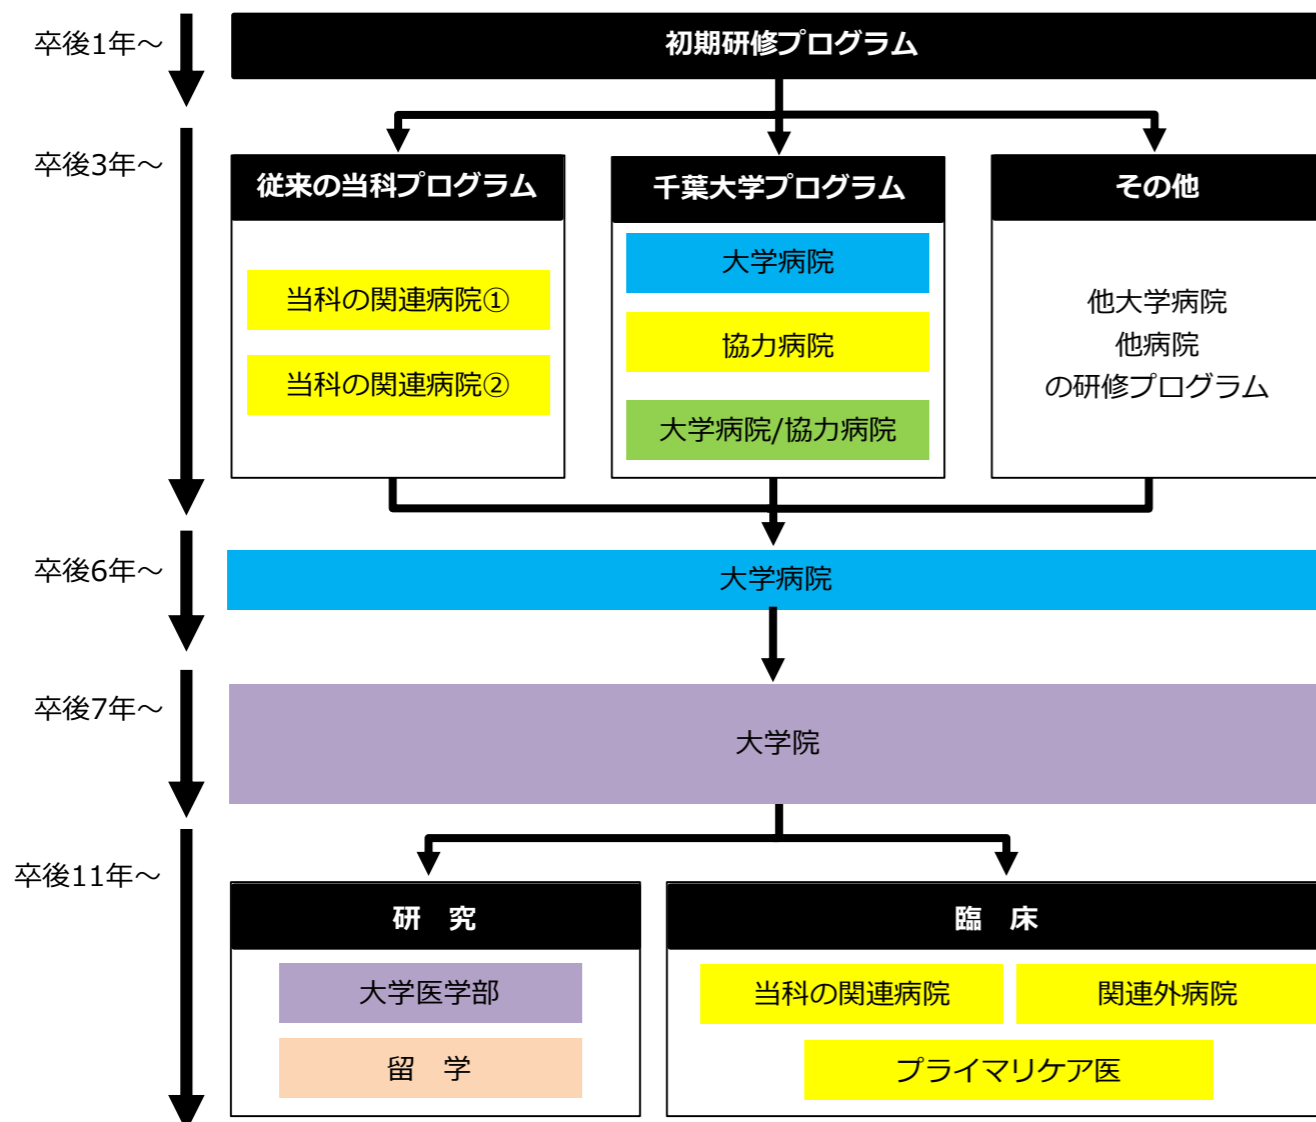 卒後1年～
初期研修プログラム
卒後3年～
従来の当科プログラム
当科の関連病院①
当科の関連病院②
千葉大学プログラム
大学病院
協力病院
大学病院/協力病院
その他
他大学病院
他病院
の研修プログラム
卒後6年～
大学病院
卒後7年～
大学院
卒後11年～
研　究
大学医学部
留　学
臨　床
当科の関連病院
関連外病院
プライマリケア医